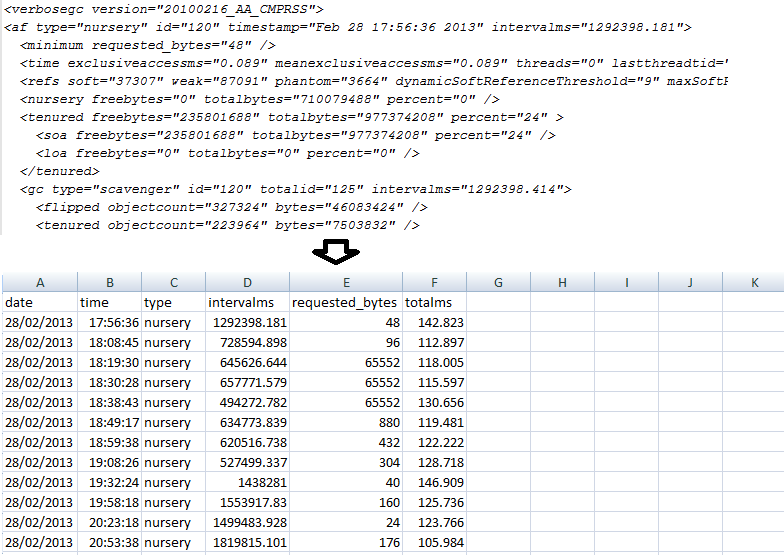 <verbosegc version="20100216_AA_CMPRSS">
<af type="nursery" id="120" timestamp="Feb 28 17:56:36 2013" intervalms="1292398.181">
<minimum requested_bytes="48" />
<time exclusiveaccessms="0.089" meanexclusiveaccessms="0.089" threads="0" lastthreadtid="
<refs soft="37307" weak="87091" phantom="3664" dynamicSoftReferenceThreshold="9" maxSoftR
<nursery freebytes="0" totalbytes="710079488" percent="0" />
<tenured freebytes="235801688" totalbytes="977374208" percent="24" >
<soa freebytes="235801688" totalbytes="977374208" percent="24" />
<loa freebytes="0" totalbytes="0" percent="0" />
</tenured>
<gc type="scavenger" id="120" totalid="125" intervalms="1292398.414">
<flipped objectcount="327324" bytes="46083424" />
<tenured objectcount="223964" bytes="7503832" />
A B C D E F G H I J K
date time type intervalms requested_bytes totalms
28/02/2013 17:56:36 nursery 1292398.181 48 142.823
28/02/2013 18:08:45 nursery 728594.898 96 112.897
28/02/2013 18:19:30 nursery 645626.644 65552 118.005
28/02/2013 18:30:28 nursery 657771.579 65552 115.597
28/02/2013 18:38:43 nursery 494272.782 65552 130.656
28/02/2013 18:49:17 nursery 634773.839 880 119.481
28/02/2013 18:59:38 nursery 620516.738 432 122.222
28/02/2013 19:08:26 nursery 527499.337 304 128.718
28/02/2013 19:32:24 nursery 1438281 40 146.909
28/02/2013 19:58:18 nursery 1553917.83 160 125.736
28/02/2013 20:23:18 nursery 1499483.928 24 123.766
28/02/2013 20:53:38 nursery 1819815.101 176 105.984